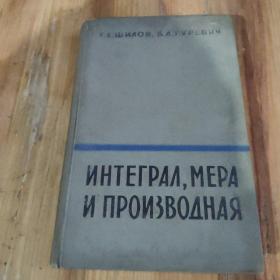 Г.Е.ШИЛОВ, Б.Л.ГУРЕВИЧ
ИНТЕГРАЛ, МЕРА
И ПРОИЗВОДНАЯ